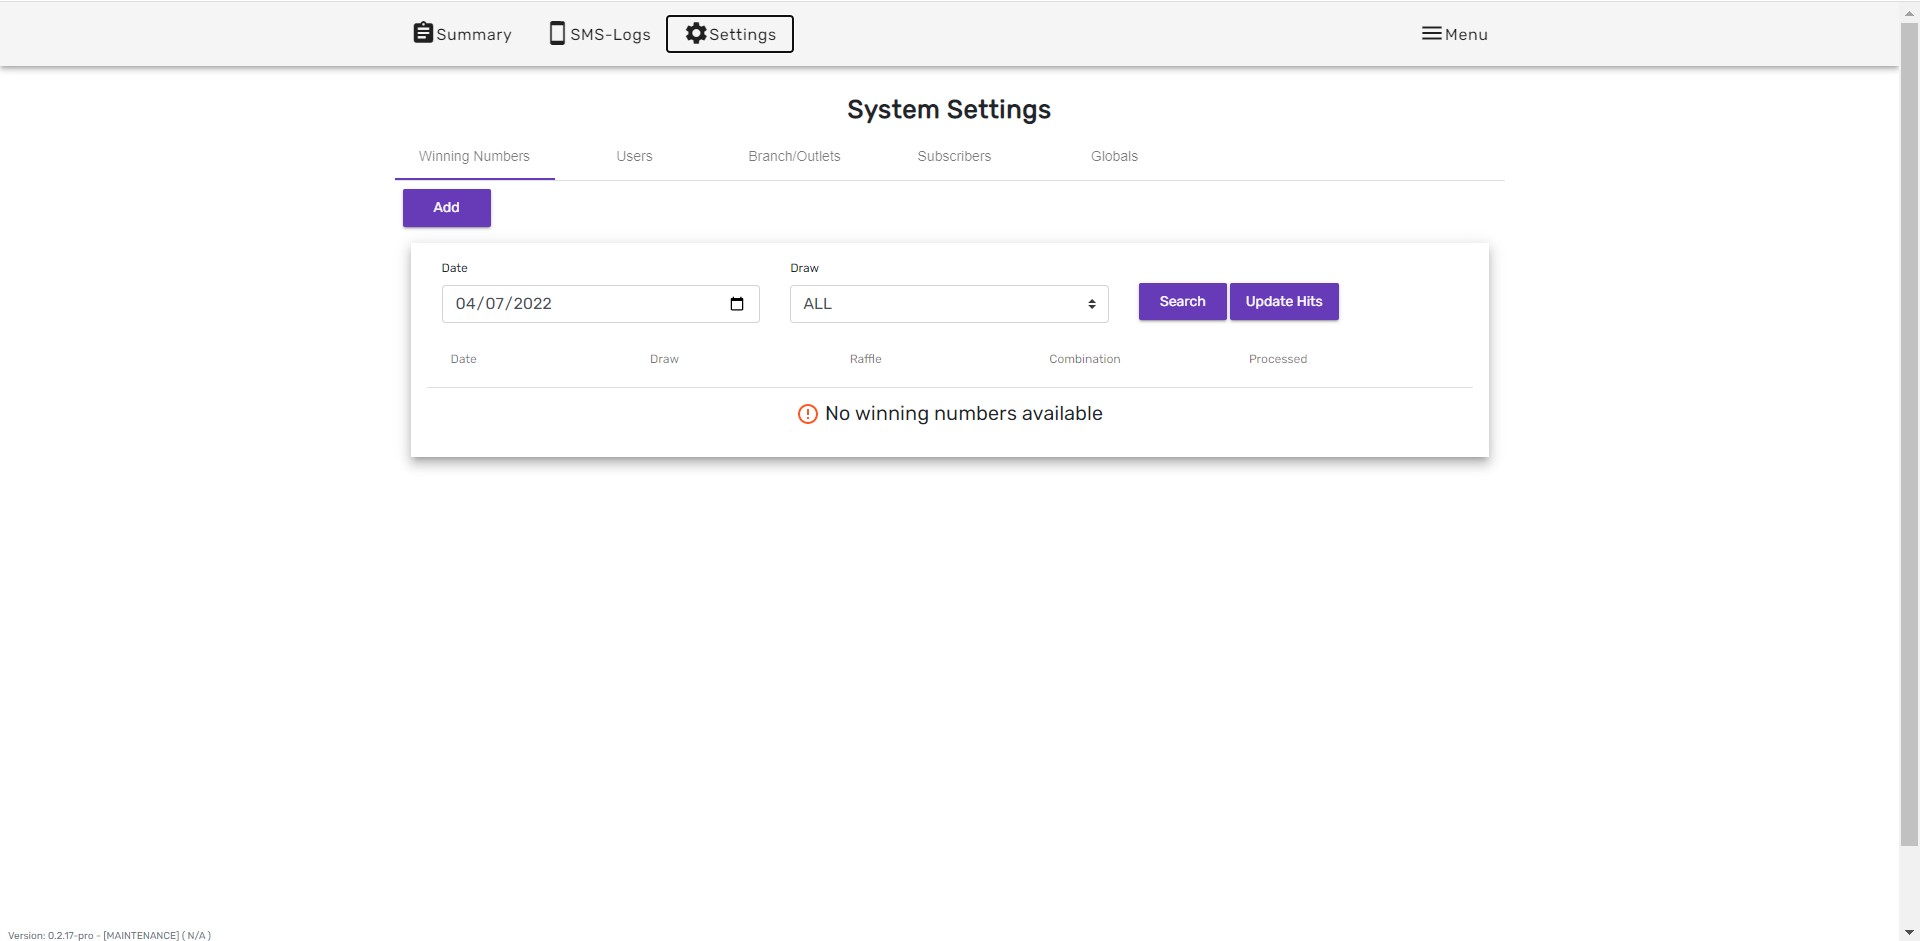 Summary SMS-Logs Settings Menu
System Settings
Winning Numbers Users Branch/Outlets Subscribers Globals
Add
Date Draw
04/07/2022 ALL Search Update Hits
Date Draw Raffle Combination Processed
No winning numbers available
Version: 0.2.17-pro - [MAINTENANCE] ( N/A )